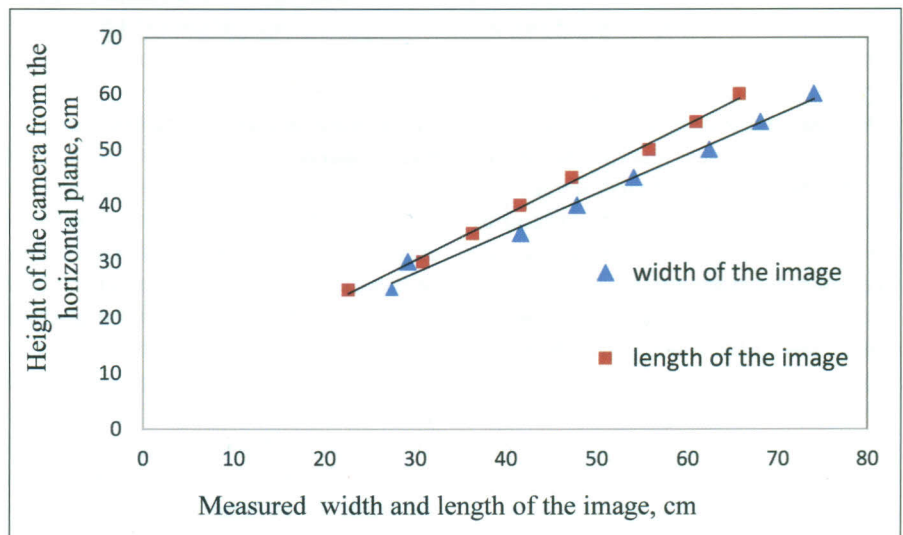 Height of the camera from the
horizontal plane, cm
70
60
50
40
30
20
10
0
width of the image
length of the image
0 10 20 30 40 50 60 70 80
Measured width and length of the image, cm